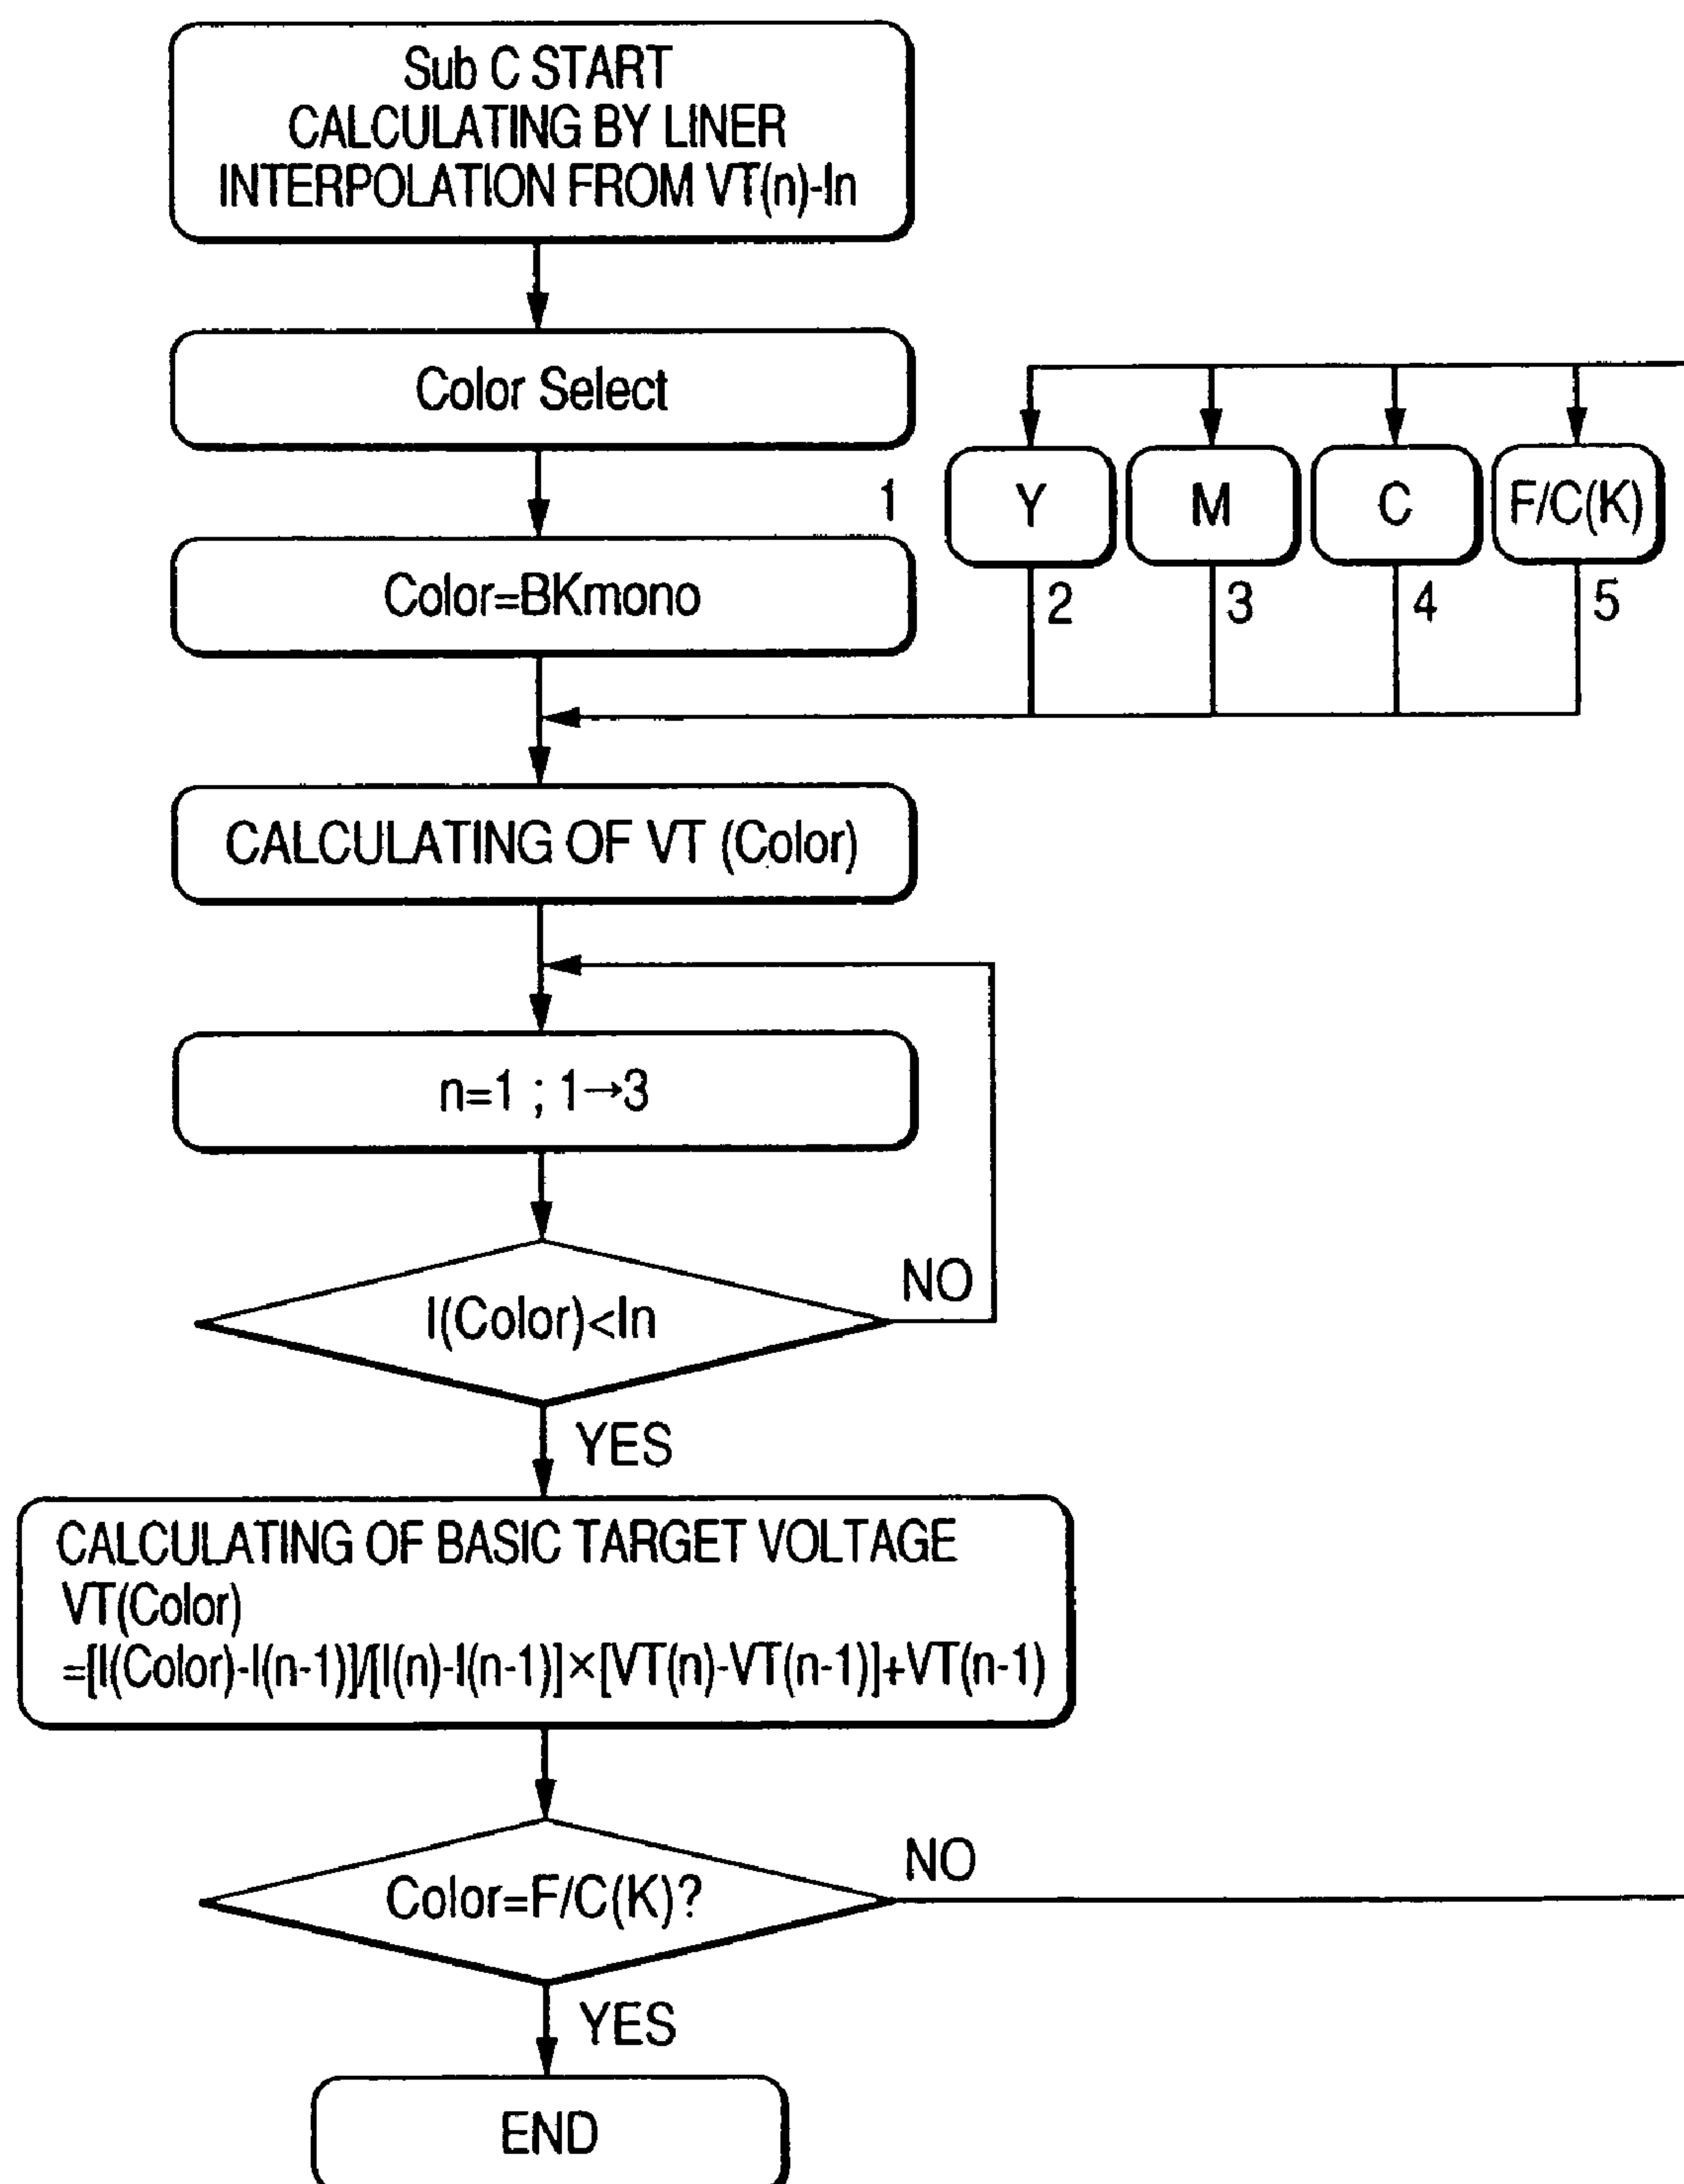 Sub C START
CALCULATING BY LINER
INTERPOLATION FROM VT(n)-In
Color Select
1
Y
M
C
F/C(K)
Color=BKmono
2
3
4
5
CALCULATING OF VT (Color)
n=1 ; 1→3
I(Color)<In
NO
YES
CALCULATING OF BASIC TARGET VOLTAGE
VT(Color)
=[I(Color)-I(n-1)]/[I(n)-I(n-1)]×[VT(n)-VT(n-1)]+VT(n-1)
Color=F/C(K)?
NO
YES
END